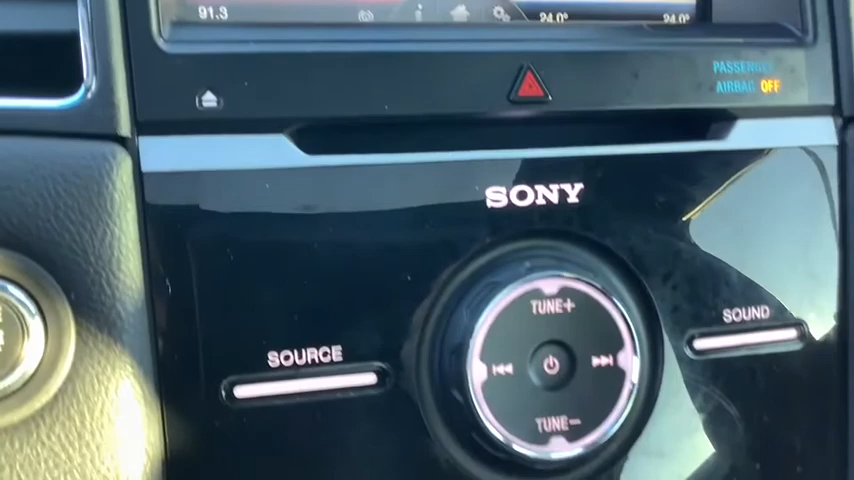 91.3 24.0° 24.0°
PASSENGER
AIRBAG OFF
SONY
TUNE+
SOUND
SOURCE
TUNE-